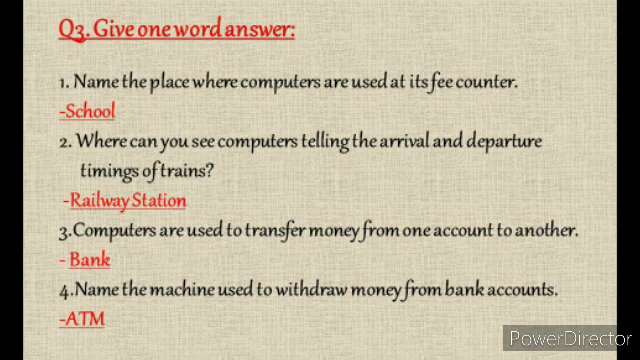 Q3. Give one word answer:
1. Name the place where computers are used at its fee counter.
-School
2. Where can you see computers telling the arrival and departure
timings of trains?
-Railway Station
3.Computers are used to transfer money from one account to another.
- Bank
4.Name the machine used to withdraw money from bank accounts.
-ATM
PowerDirector